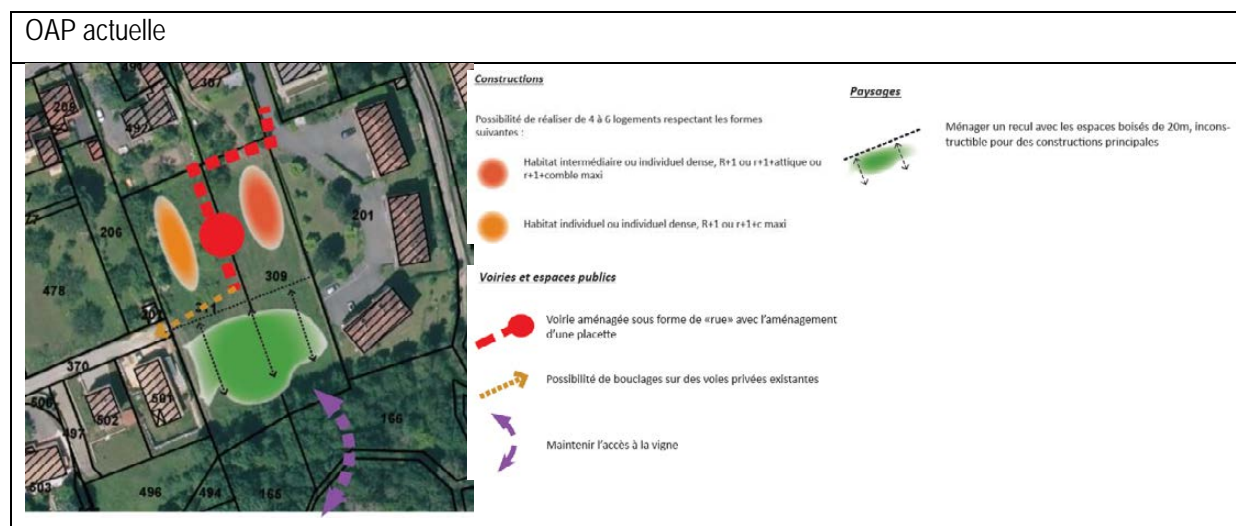 OAP actuelle
Constructions
Possibilité de réaliser de 4 à 6 logements respectant les formes
suivantes :
Habitat intermédiaire ou individuel dense, R+1 ou r+1+attique ou
r+1+comble maxi
Habitat individuel ou individuel dense, R+1 ou r+1+c maxi
Voiries et espaces publics
Voirie aménagée sous forme de «rue» avec l'aménagement
d'une placette
Possibilité de bouclages sur des voies privées existantes
Maintenir l'accès à la vigne
Paysages
Ménager un recul avec les espaces boisés de 20m, incons-
tructible pour des constructions principales
492
206
201
478
309
370
501
502
497
166
496
494